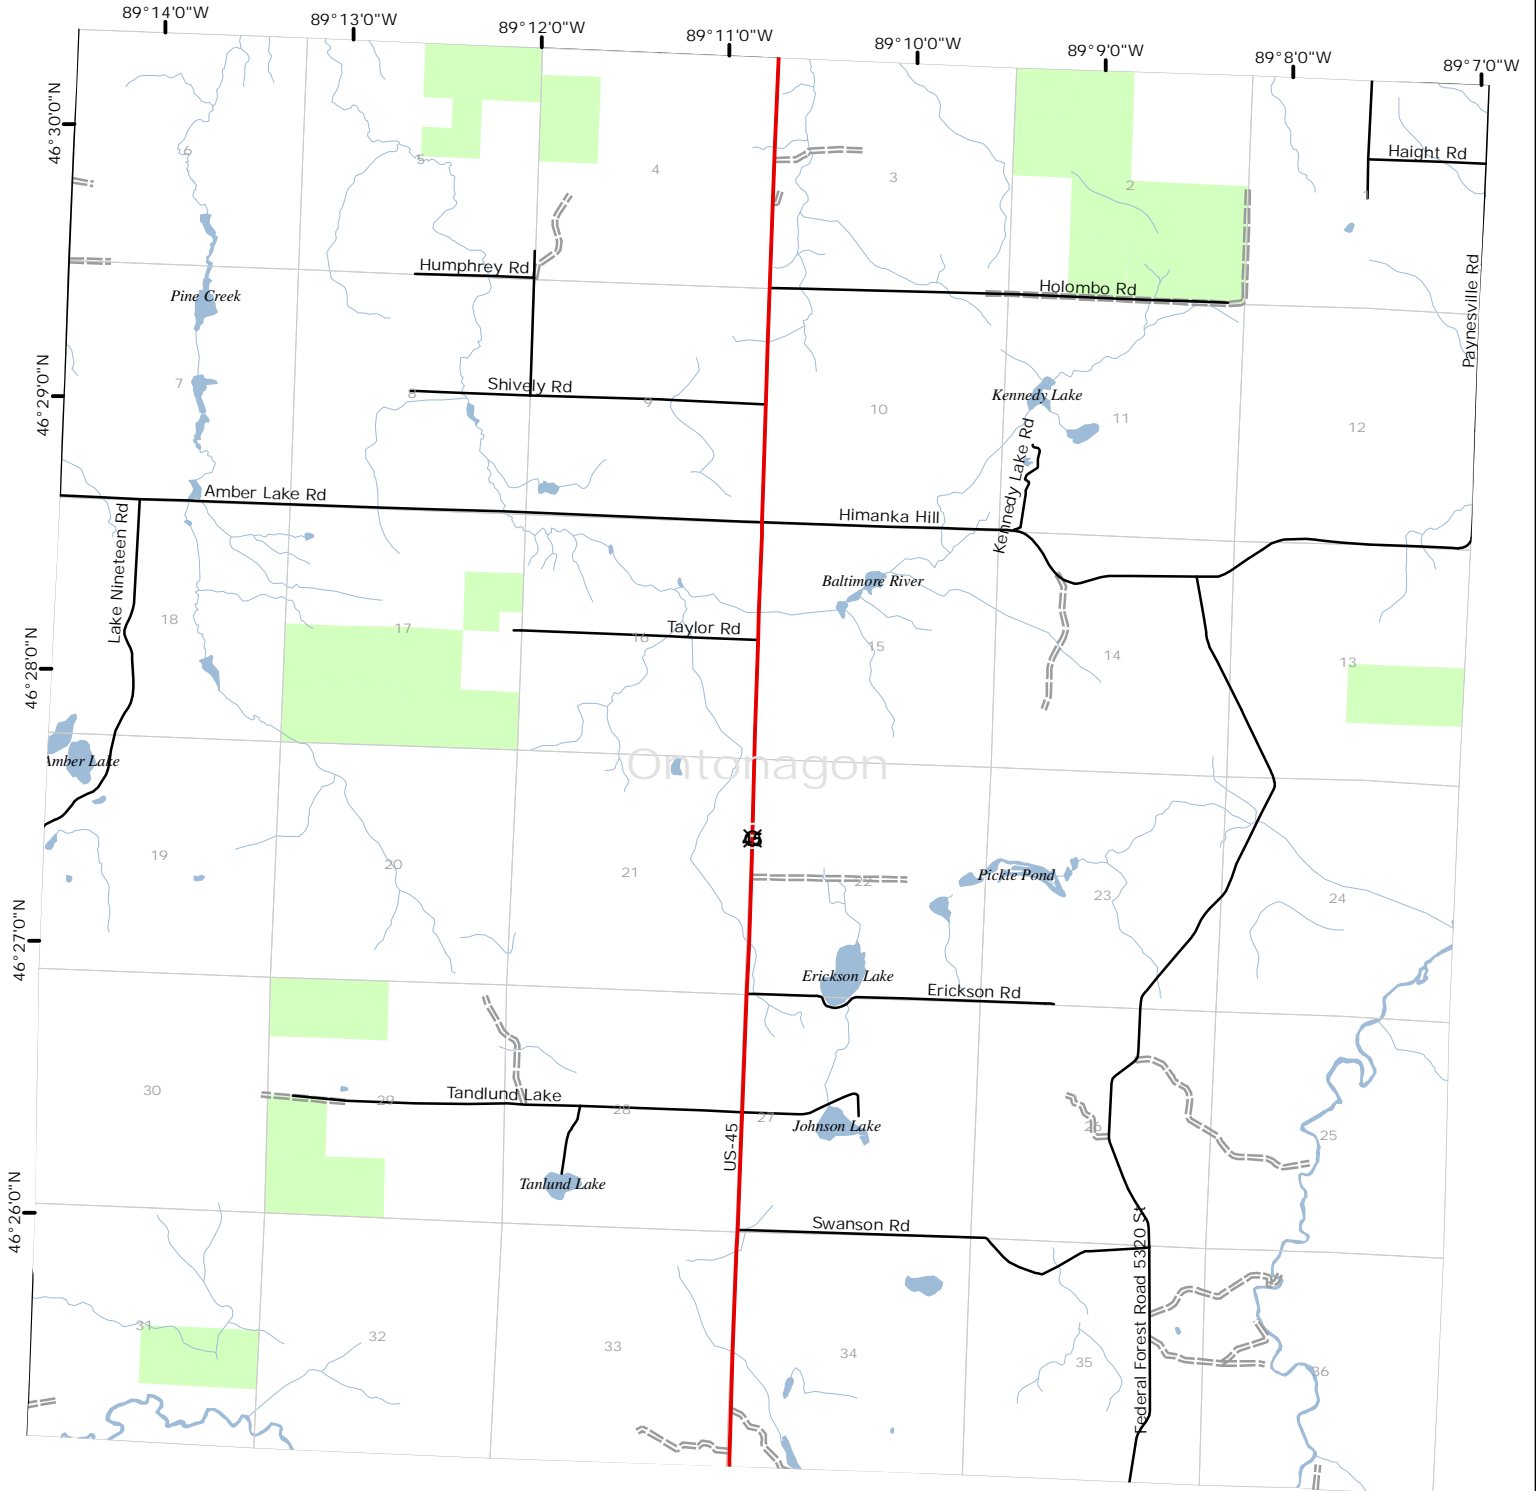 89°14'0"W
89°13'0"W
89°12'0"W
89°11'0"W
89°10'0"W
89°9'0"W
89°8'0"W
89°7'0"W
46°30'0"N
6
5
4
3
2
1
Haight Rd
Humphrey Rd
Holombo Rd
Paynesville Rd
Pine Creek
46°29'0"N
7
8
Shively Rd
9
10
Kennedy Lake
11
12
Kennedy Lake Rd
Amber Lake Rd
Himanka Hill
Lake Nineteen Rd
Baltimore River
46°28'0"N
18
17
16
Taylor Rd
15
14
13
Amber Lake
Ontonagon
45
19
20
21
22
Pickle Pond
23
24
46°27'0"N
Erickson Lake
Erickson Rd
30
29
Tandlund Lake
28
27
Johnson Lake
26
25
US-45
Tanlund Lake
46°26'0"N
Swanson Rd
Federal Forest Road 5320 St
31
32
33
34
35
36